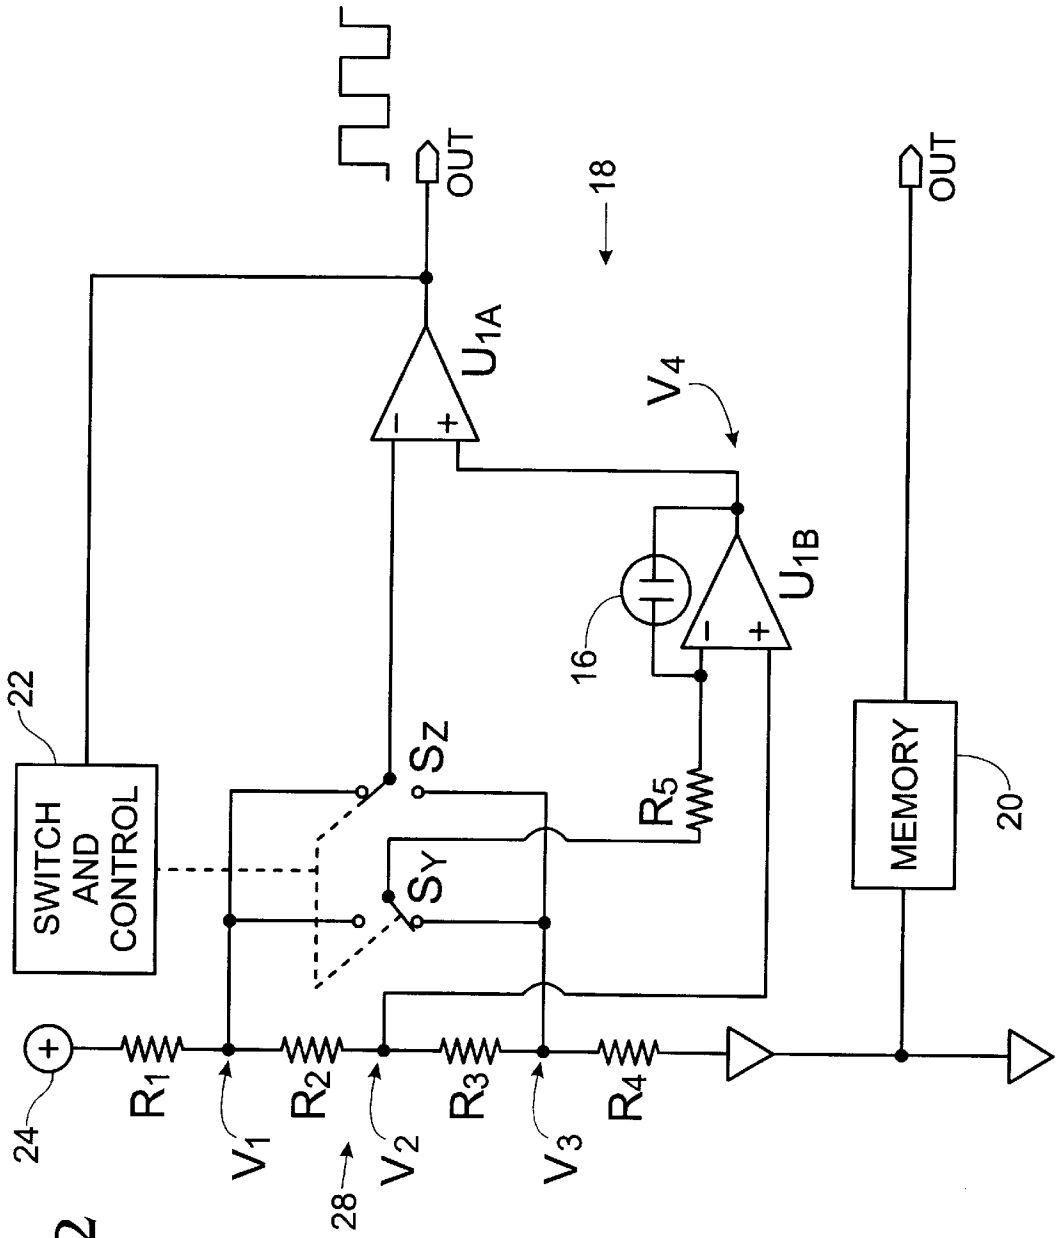 2
24
+
R1
R2
R3
R4
V1
V2
V3
28
SWITCH
AND
CONTROL
22
SY
SZ
R5
16
−
+
U1B
V4
−
+
U1A
OUT
18
MEMORY
20
OUT